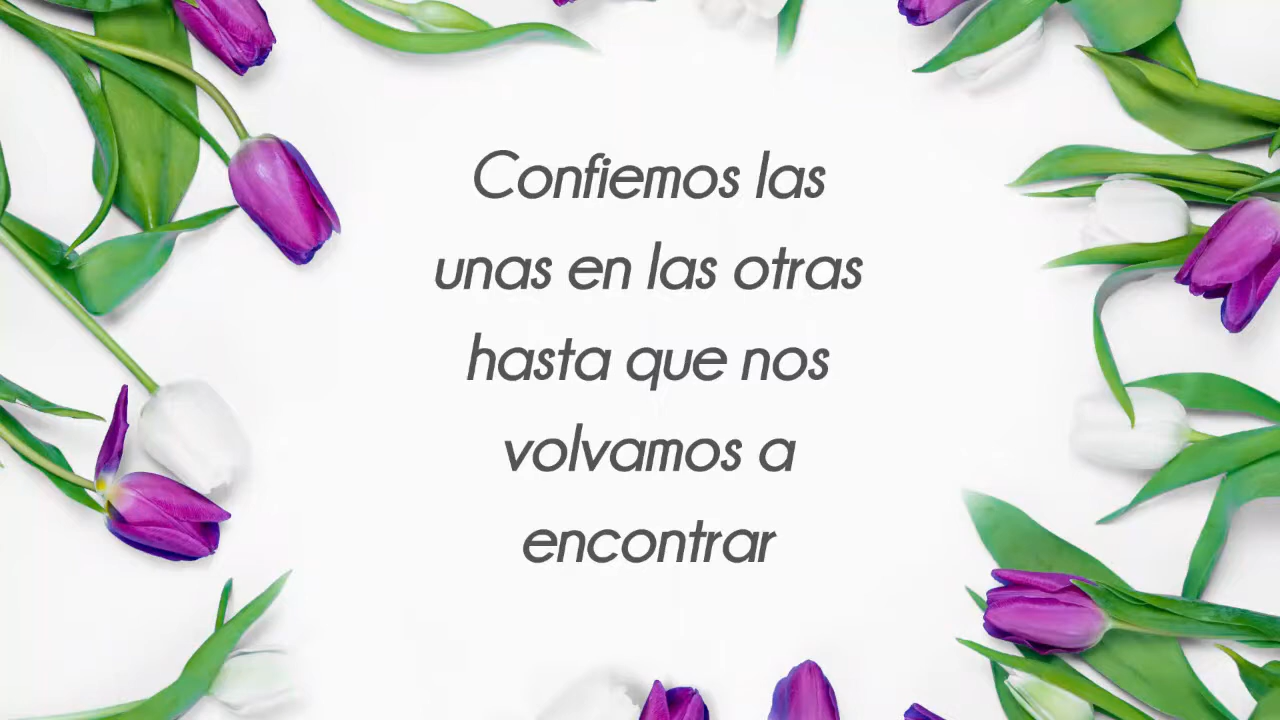 Confiemos las
unas en las otras
hasta que nos
volvamos a
encontrar